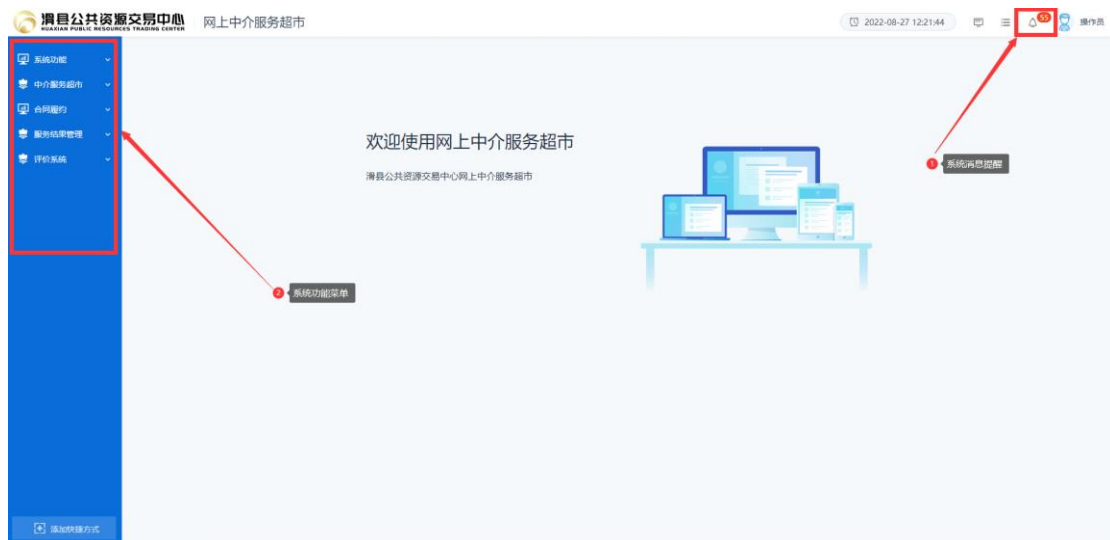 滑县公共资源交易中心
HUAXIAN PUBLIC RESOURCES TRADING CENTER
网上中介服务超市
2022-08-27 12:21:44
55
操作员
系统功能
中介服务超市
合同履约
服务结果管理
评价系统
欢迎使用网上中介服务超市
滑县公共资源交易中心网上中介服务超市
1 系统消息提醒
2 系统功能菜单
添加快捷方式